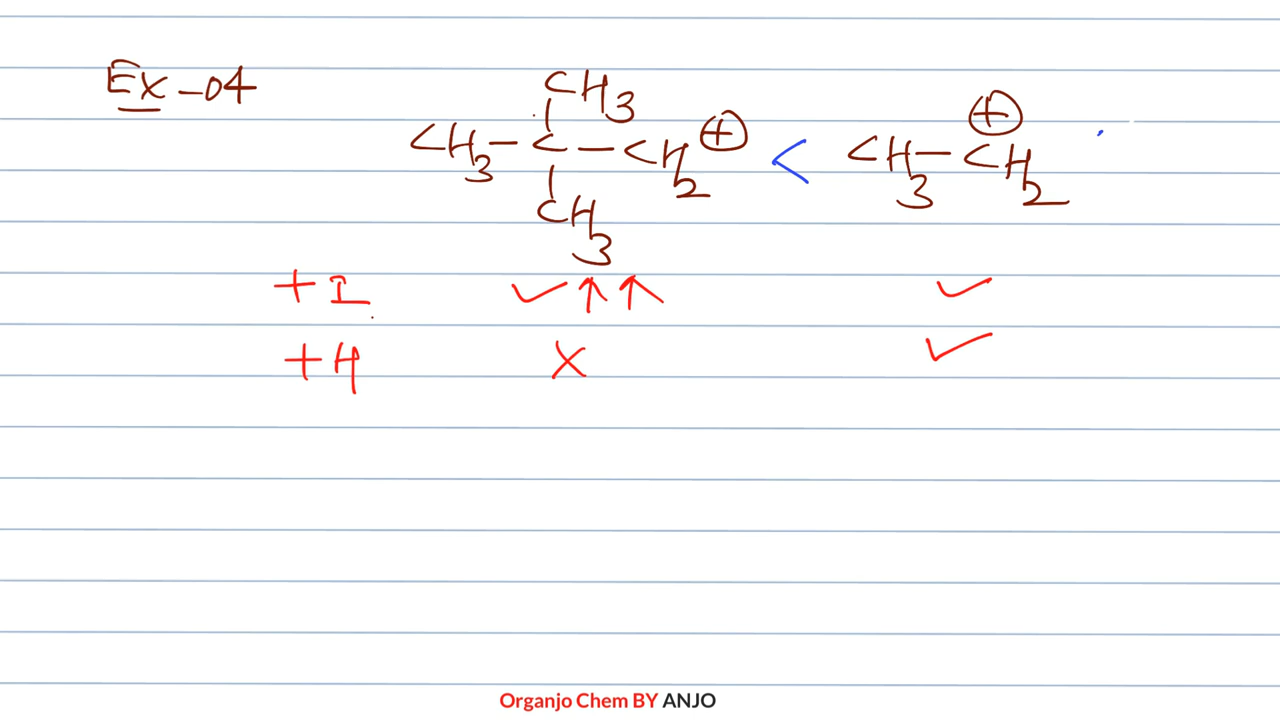 Ex-04
CH3
CH3-C-CH2 ⊕ < CH3-CH2 ⊕
CH3
+I ✓↑↑ ✓
+H ✗ ✓
Organjo Chem BY ANJO